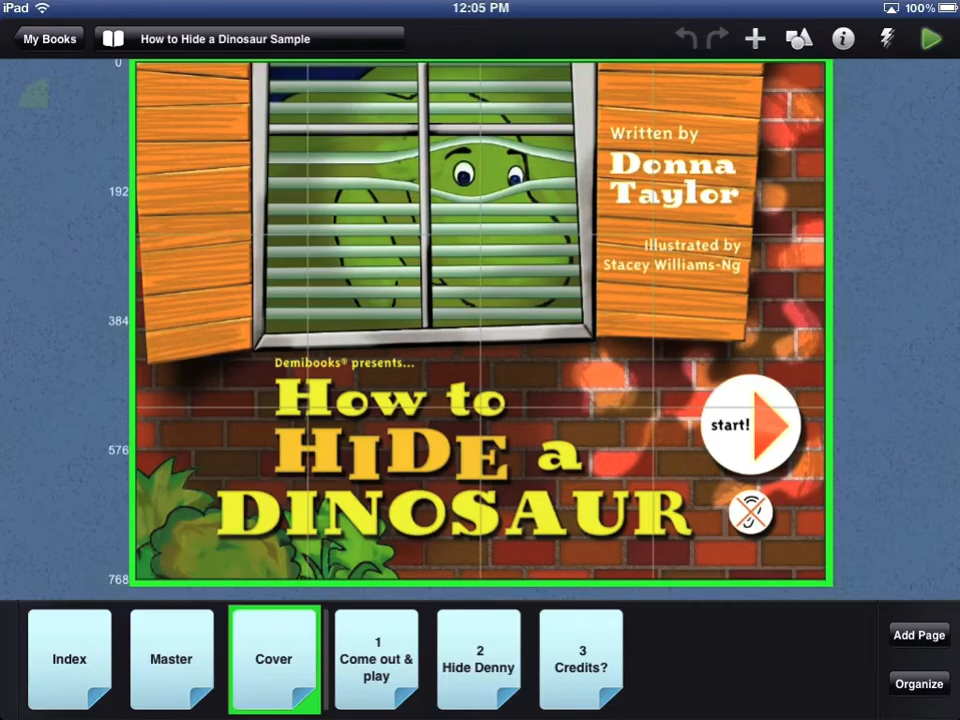 iPad 12:05 PM 100%
My Books How to Hide a Dinosaur Sample
0
192
384
576
768
Written by
Donna
Taylor
Illustrated by
Stacey Williams-Ng
Demibooks® presents...
How to
HIDE a
DINOSAUR
start!
Index
Master
Cover
1
Come out &
play
2
Hide Denny
3
Credits?
Add Page
Organize